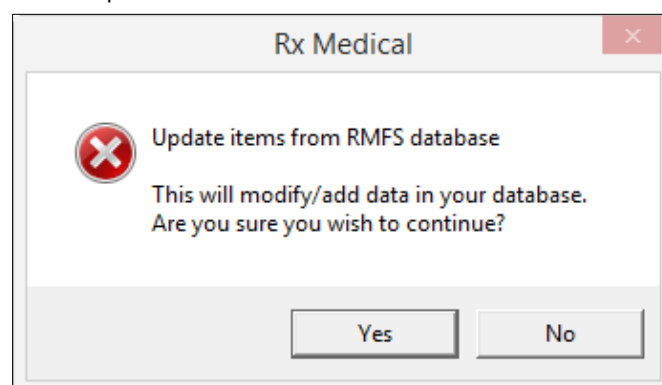 Rx Medical
Update items from RMFS database
This will modify/add data in your database.
Are you sure you wish to continue?
Yes
No